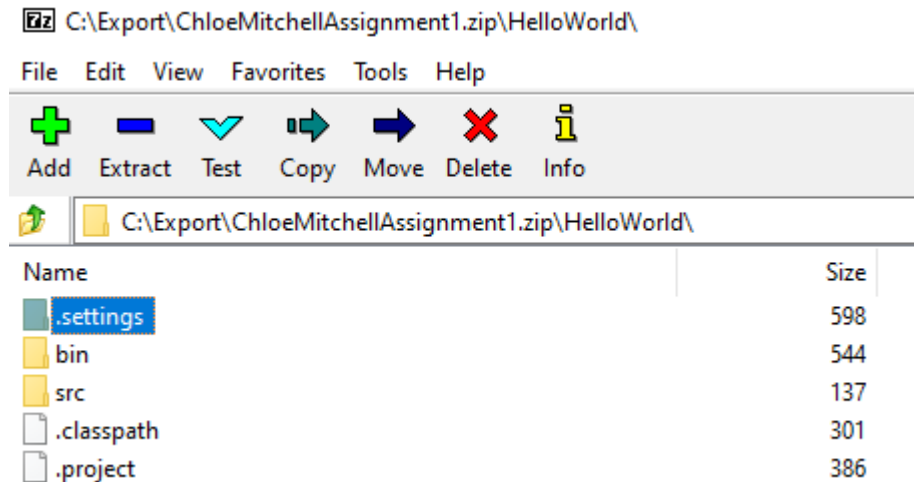 7z C:\Export\ChloeMitchellAssignment1.zip\HelloWorld\
File Edit View Favorites Tools Help
Add Extract Test Copy Move Delete Info
C:\Export\ChloeMitchellAssignment1.zip\HelloWorld\
Name Size
.settings 598
bin 544
src 137
.classpath 301
.project 386